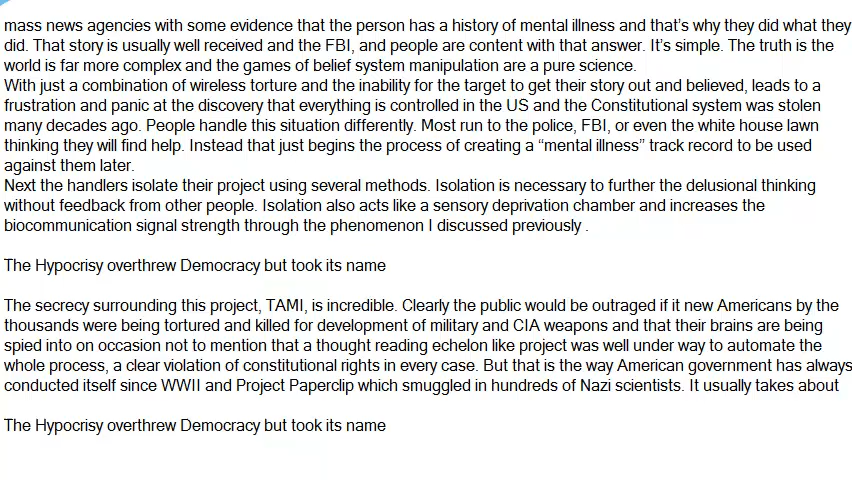 mass news agencies with some evidence that the person has a history of mental illness and that's why they did what they
did. That story is usually well received and the FBI, and people are content with that answer. It's simple. The truth is the
world is far more complex and the games of belief system manipulation are a pure science.
With just a combination of wireless torture and the inability for the target to get their story out and believed, leads to a
frustration and panic at the discovery that everything is controlled in the US and the Constitutional system was stolen
many decades ago. People handle this situation differently. Most run to the police, FBI, or even the white house lawn
thinking they will find help. Instead that just begins the process of creating a “mental illness” track record to be used
against them later.
Next the handlers isolate their project using several methods. Isolation is necessary to further the delusional thinking
without feedback from other people. Isolation also acts like a sensory deprivation chamber and increases the
biocommunication signal strength through the phenomenon I discussed previously .
The Hypocrisy overthrew Democracy but took its name
The secrecy surrounding this project, TAMI, is incredible. Clearly the public would be outraged if it new Americans by the
thousands were being tortured and killed for development of military and CIA weapons and that their brains are being
spied into on occasion not to mention that a thought reading echelon like project was well under way to automate the
whole process, a clear violation of constitutional rights in every case. But that is the way American government has always
conducted itself since WWII and Project Paperclip which smuggled in hundreds of Nazi scientists. It usually takes about
The Hypocrisy overthrew Democracy but took its name